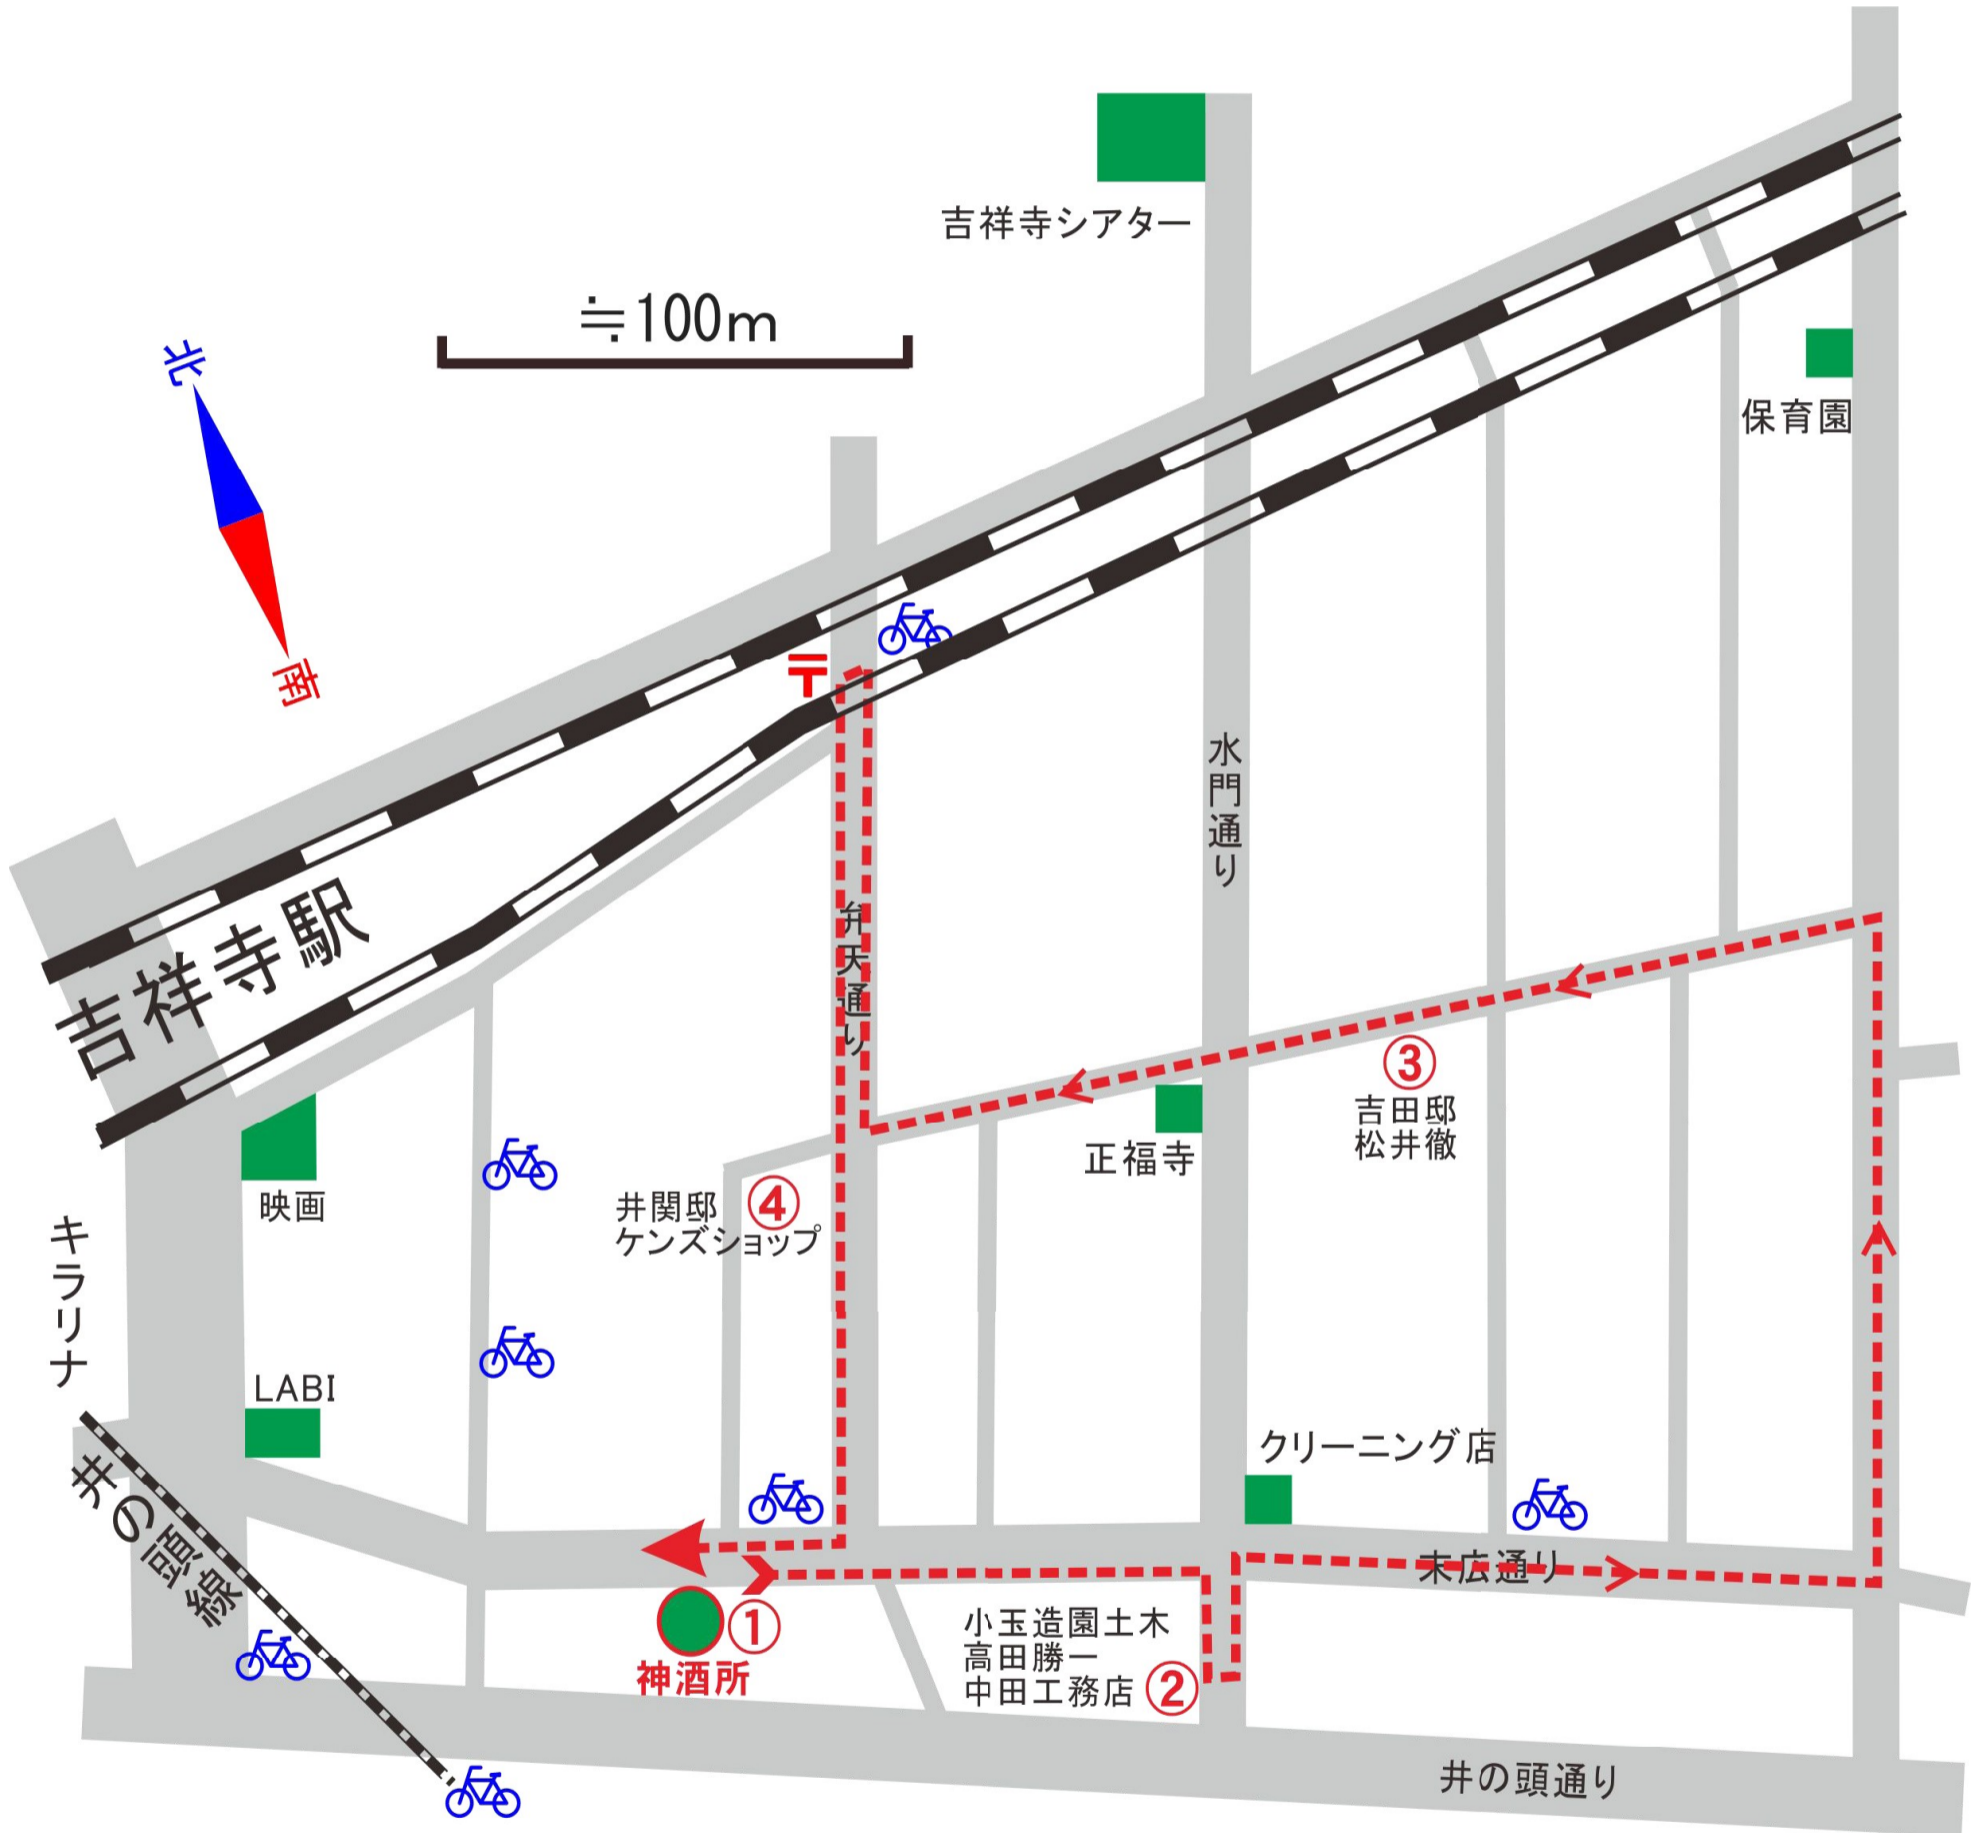 吉祥寺シアター
≒100m
北
南
保育園
〒
水門通り
弁天通り
吉祥寺駅
③
吉田邸
松井徹
正福寺
映画
井関邸 ④
ケンズショップ
キラリナ
LABI
クリーニング店
井の頭線
末広通り
①
神酒所
小玉造園土木
高田勝一
中田工務店 ②
井の頭通り